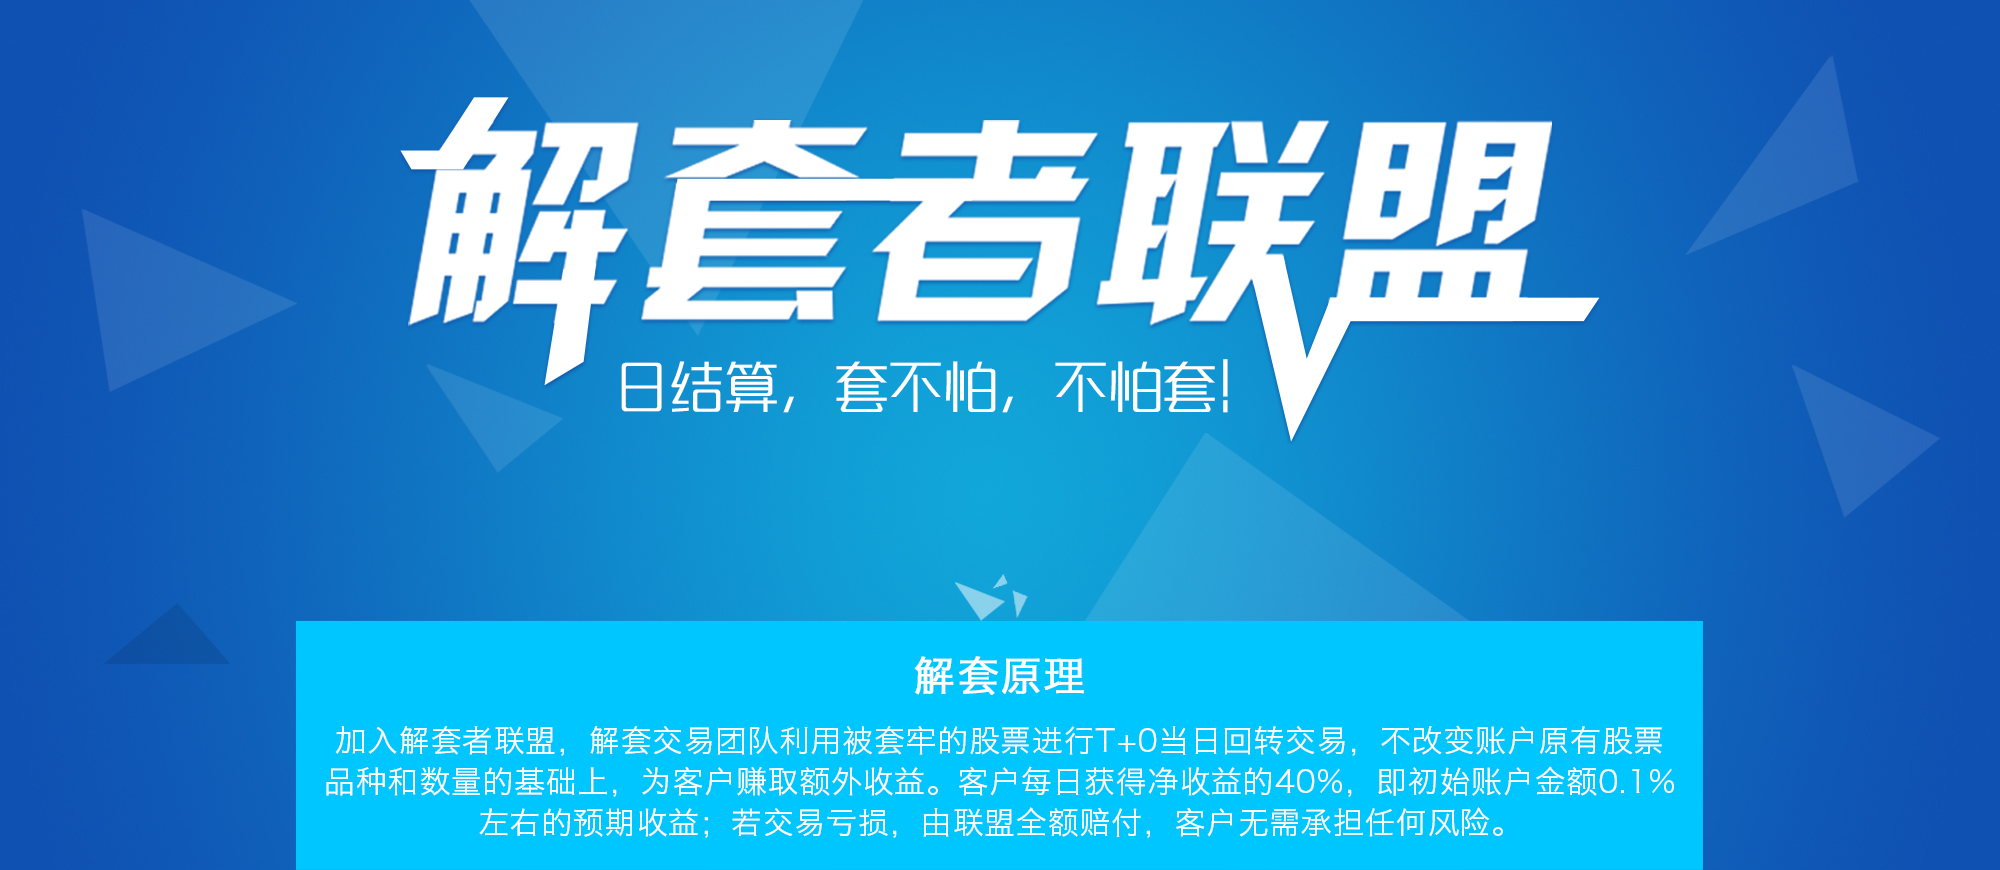 解套者联盟
日结算，套不怕，不怕套！
解套原理
加入解套者联盟，解套交易团队利用被套牢的股票进行T+0当日回转交易，不改变账户原有股票
品种和数量的基础上，为客户赚取额外收益。客户每日获得净收益的40%，即初始账户金额0.1%
左右的预期收益；若交易亏损，由联盟全额赔付，客户无需承担任何风险。